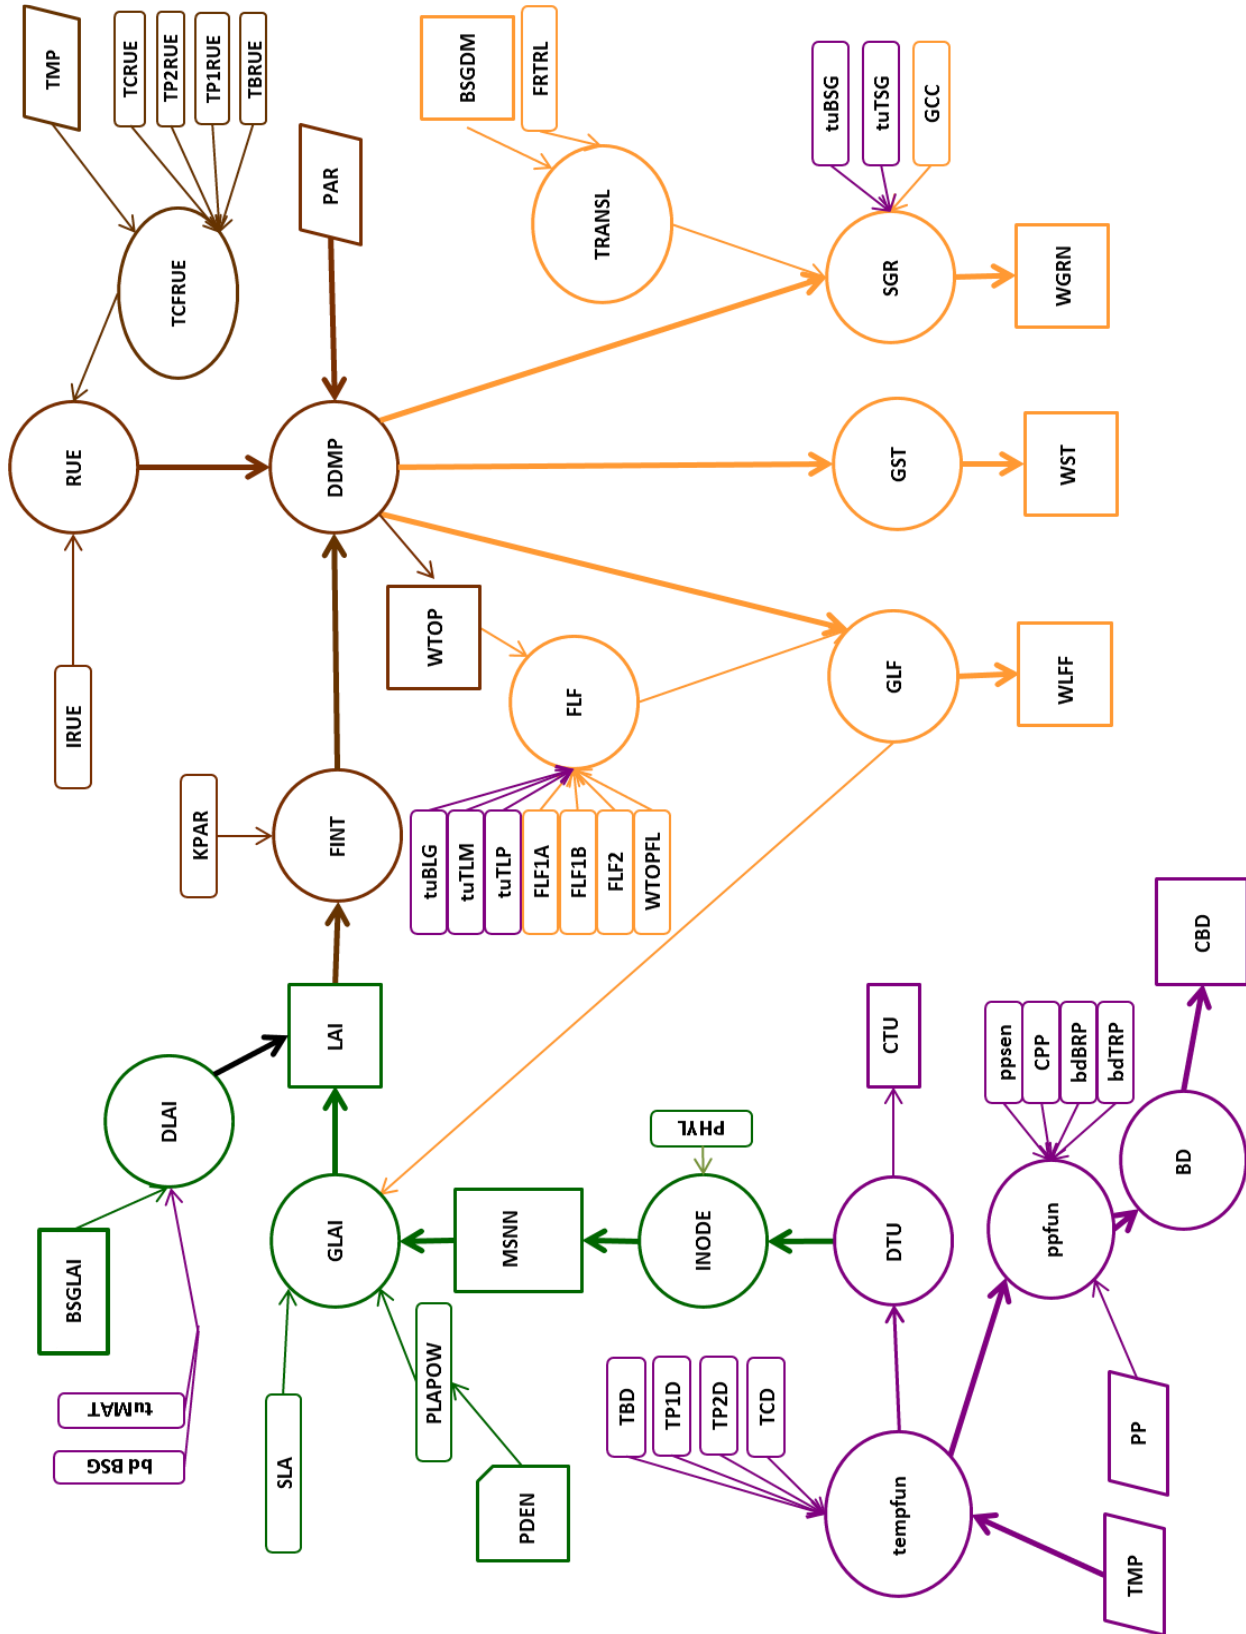 TMP
TCRUE
TP2RUE
TP1RUE
TBRUE
TCFRUE
RUE
IRUE
PAR
DDMP
BSGDM
FRTRL
TRANSL
tuBSG
tuTSG
GCC
SGR
WGRN
GST
WST
WTOP
FLF
GLF
WLFF
KPAR
FINT
tuBLG
tuTLM
tuTLP
FLF1A
FLF1B
FLF2
WTOPFL
LAI
DLAI
BSGLAI
tuMAT
bd BSG
GLAI
SLA
PLAPOW
PDEN
MSNN
INODE
PHYL
DTU
CTU
TBD
TP1D
TP2D
TCD
tempfun
TMP
PP
ppfun
ppsen
CPP
bdBRP
bdTRP
BD
CBD